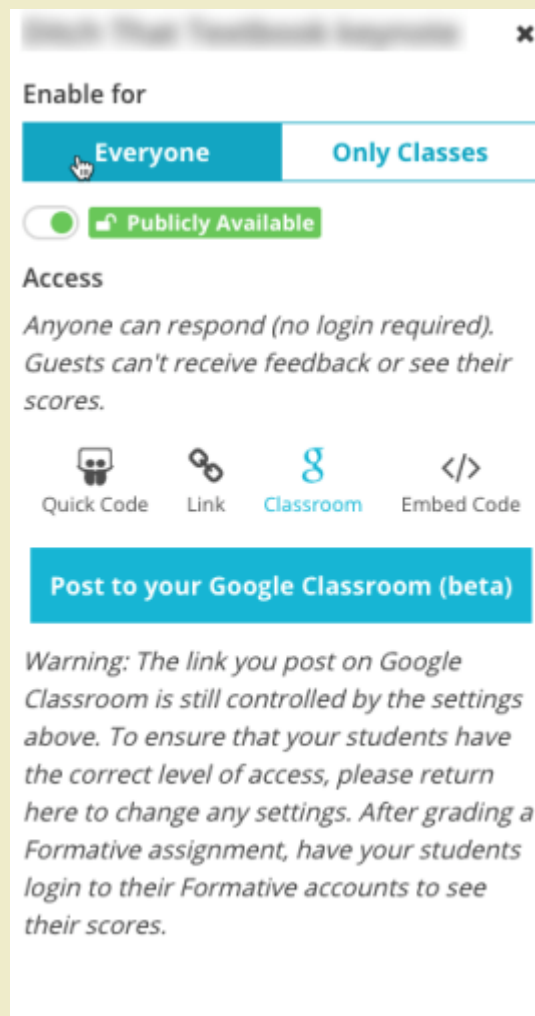 Enable for
Everyone
Only Classes
Publicly Available
Access
Anyone can respond (no login required).
Guests can't receive feedback or see their
scores.
Quick Code
Link
Classroom
Embed Code
Post to your Google Classroom (beta)
Warning: The link you post on Google
Classroom is still controlled by the settings
above. To ensure that your students have
the correct level of access, please return
here to change any settings. After grading a
Formative assignment, have your students
login to their Formative accounts to see
their scores.